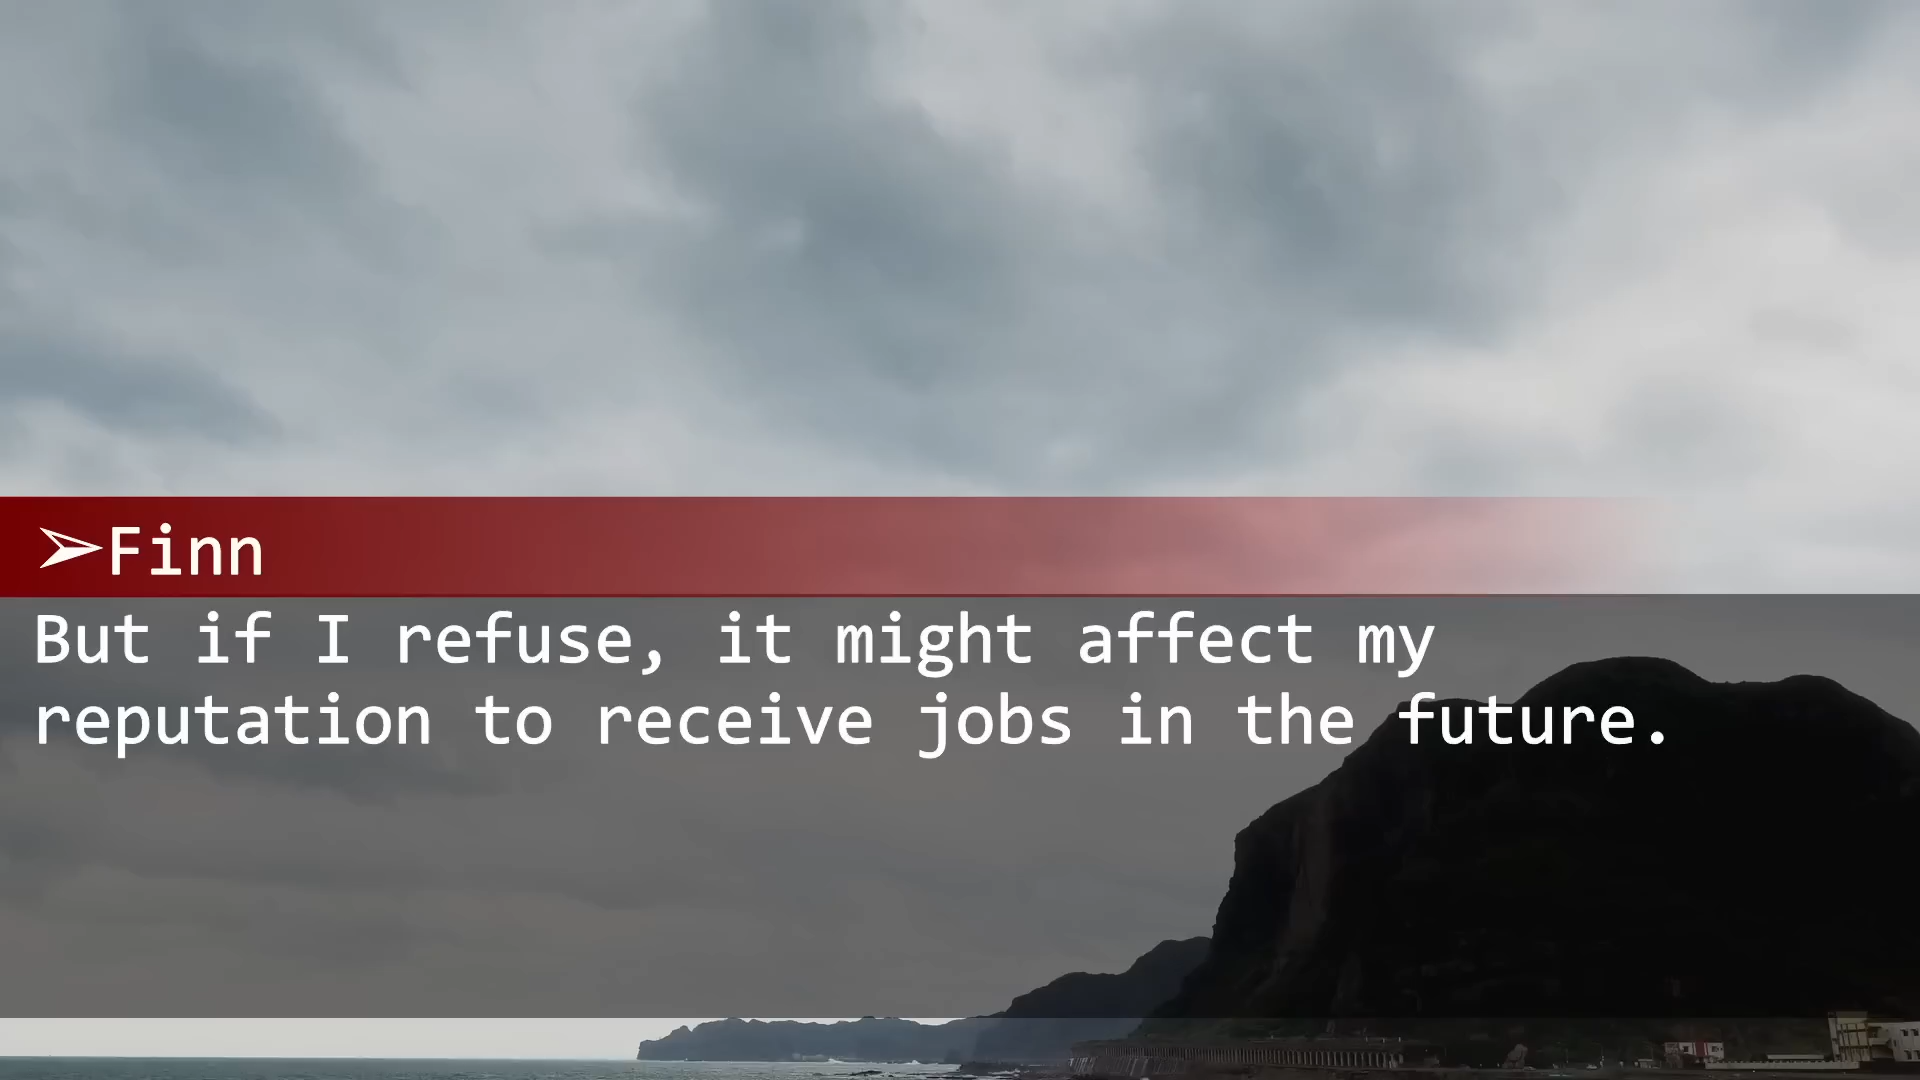 ➢Finn
But if I refuse, it might affect my
reputation to receive jobs in the future.